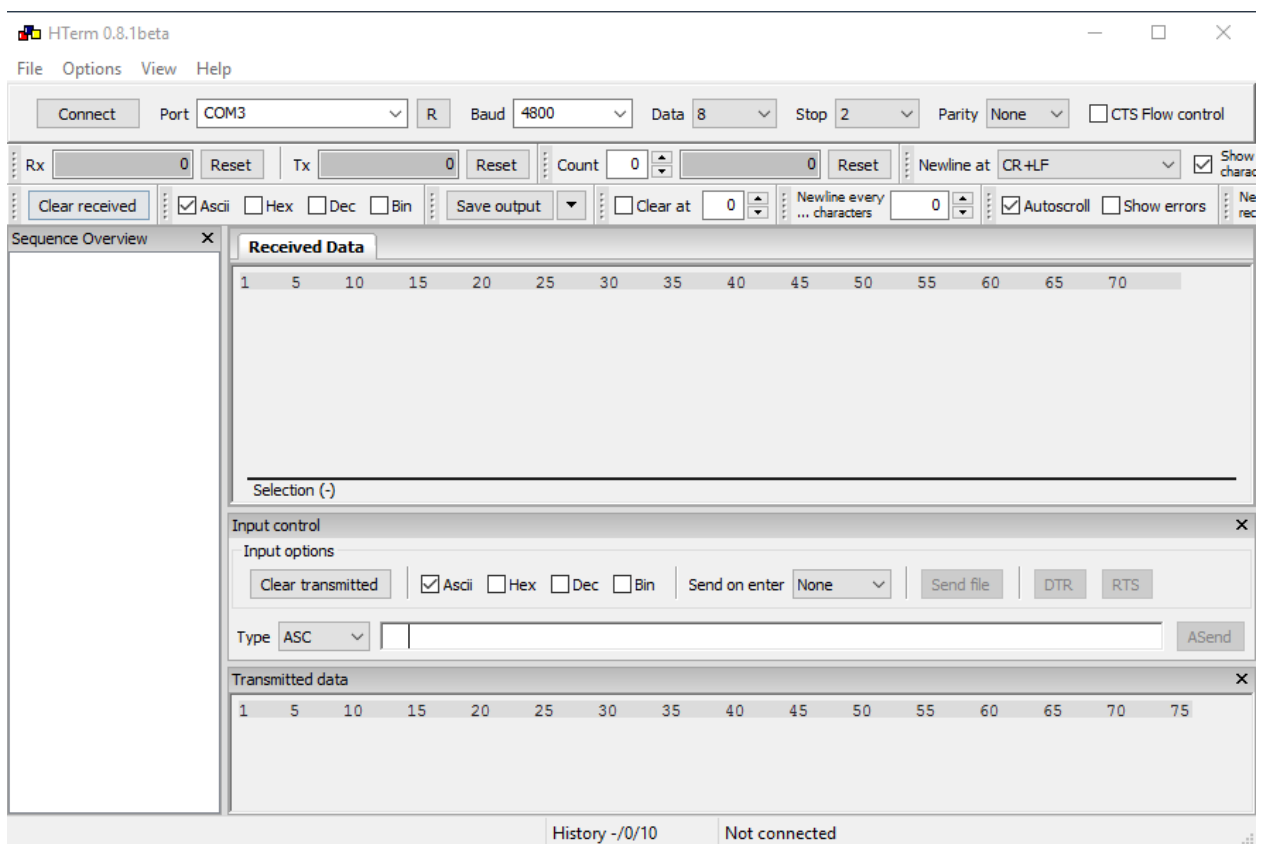 HTerm 0.8.1beta
File Options View Help
Connect Port COM3 R Baud 4800 Data 8 Stop 2 Parity None CTS Flow control
Rx 0 Reset Tx 0 Reset Count 0 0 Reset Newline at CR+LF Show
charac
Clear received Ascii Hex Dec Bin Save output Clear at 0 Newline every
... characters 0 Autoscroll Show errors Ne
rec
Sequence Overview
Received Data
1 5 10 15 20 25 30 35 40 45 50 55 60 65 70
Selection (-)
Input control
Input options
Clear transmitted Ascii Hex Dec Bin Send on enter None Send file DTR RTS
Type ASC ASend
Transmitted data
1 5 10 15 20 25 30 35 40 45 50 55 60 65 70 75
History -/0/10 Not connected